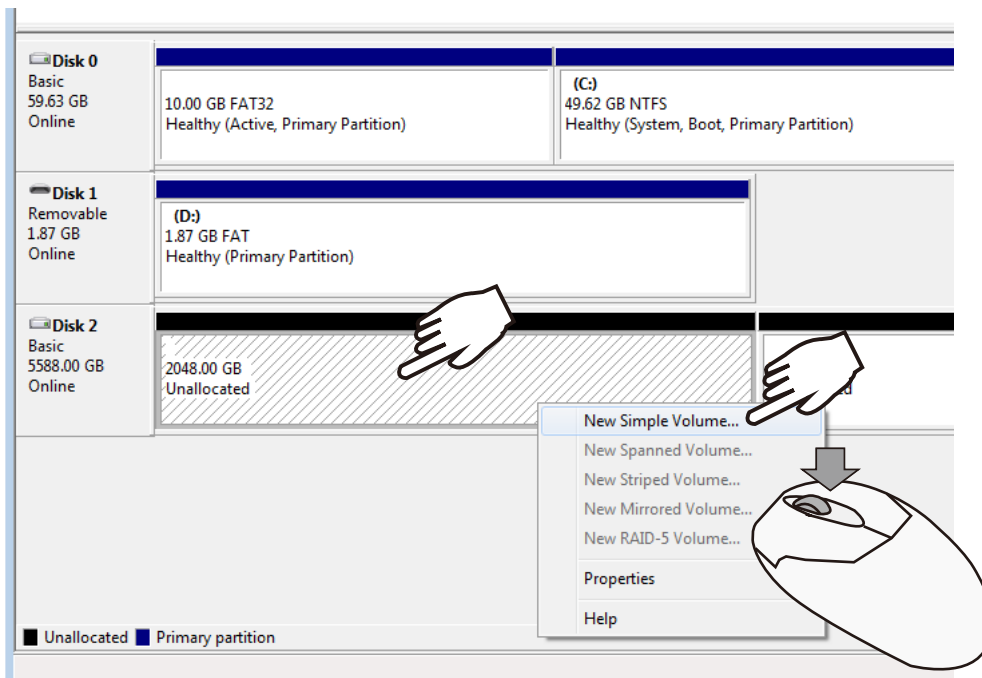 Disk 0
Basic
59.63 GB
Online
10.00 GB FAT32
Healthy (Active, Primary Partition)
(C:)
49.62 GB NTFS
Healthy (System, Boot, Primary Partition)
Disk 1
Removable
1.87 GB
Online
(D:)
1.87 GB FAT
Healthy (Primary Partition)
Disk 2
Basic
5588.00 GB
Online
2048.00 GB
Unallocated
New Simple Volume...
New Spanned Volume...
New Striped Volume...
New Mirrored Volume...
New RAID-5 Volume...
Properties
Help
Unallocated
Primary partition